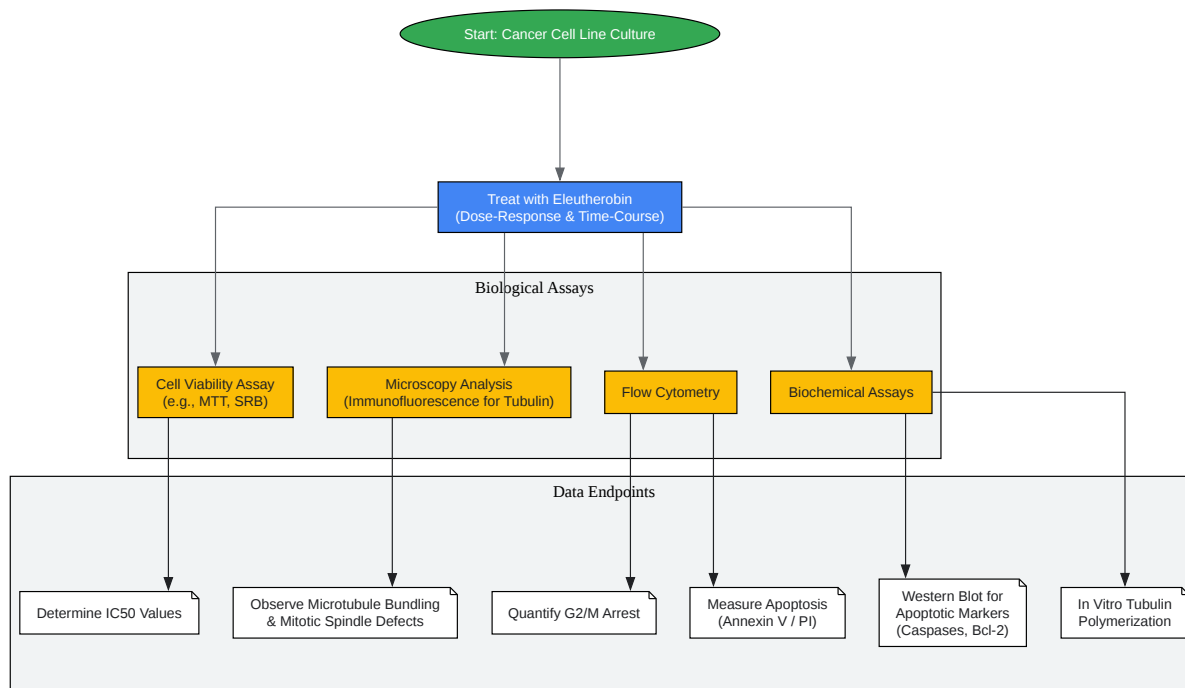 Start: Cancer Cell Line Culture
Treat with Eleutherobin
(Dose-Response & Time-Course)
Biological Assays
Cell Viability Assay
(e.g., MTT, SRB)
Microscopy Analysis
(Immunofluorescence for Tubulin)
Flow Cytometry
Biochemical Assays
Data Endpoints
Determine IC50 Values
Observe Microtubule Bundling
& Mitotic Spindle Defects
Quantify G2/M Arrest
Measure Apoptosis
(Annexin V / PI)
Western Blot for
Apoptotic Markers
(Caspases, Bcl-2)
In Vitro Tubulin
Polymerization